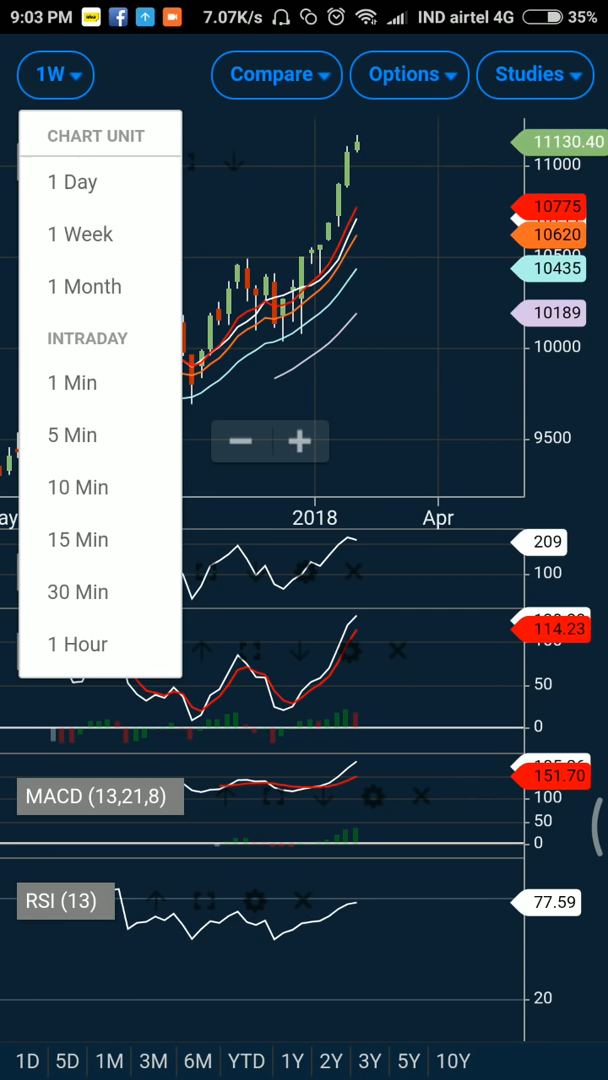 9:03 PM 7.07K/s IND airtel 4G 35%
1W Compare Options Studies
CHART UNIT
1 Day
1 Week
1 Month
INTRADAY
1 Min
5 Min
10 Min
15 Min
30 Min
1 Hour
11130.40
11000
10775
10620
10500
10435
10189
10000
9500
2018 Apr
209
100
114.23
50
0
MACD (13,21,8)
151.70
100
50
0
RSI (13)
77.59
20
1D 5D 1M 3M 6M YTD 1Y 2Y 3Y 5Y 10Y